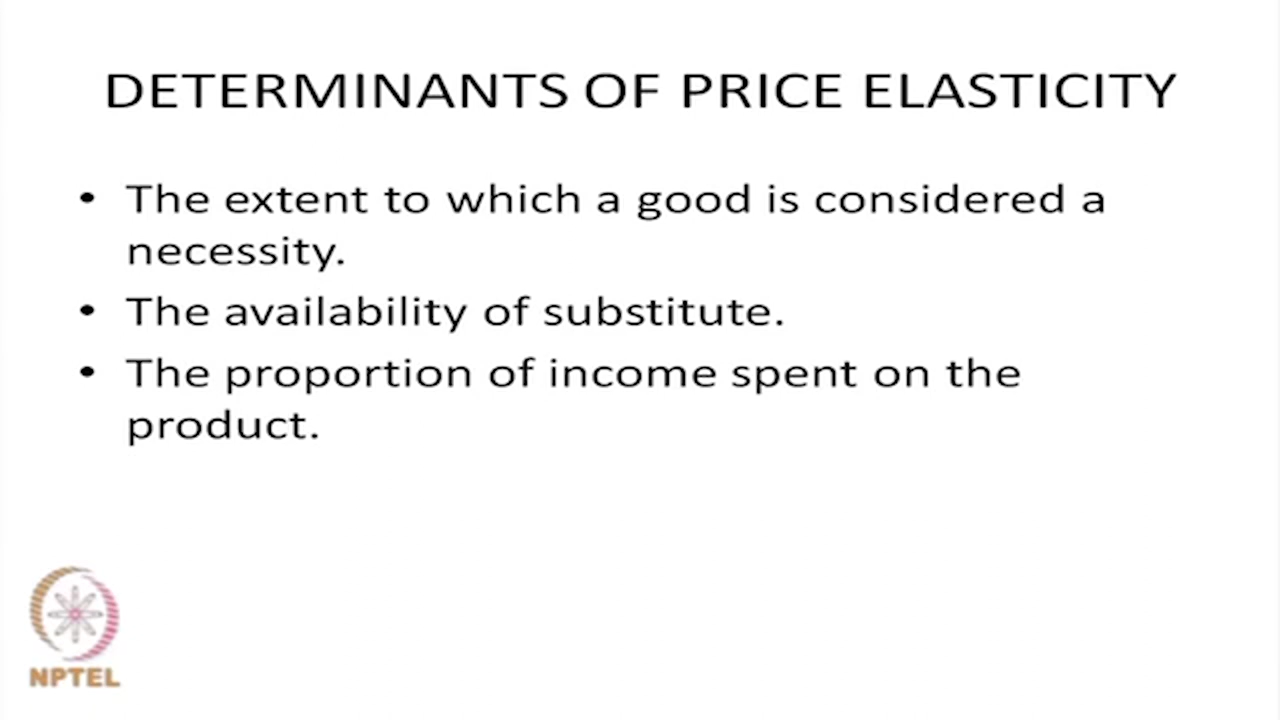 DETERMINANTS OF PRICE ELASTICITY
• The extent to which a good is considered a
necessity.
• The availability of substitute.
• The proportion of income spent on the
product.
NPTEL